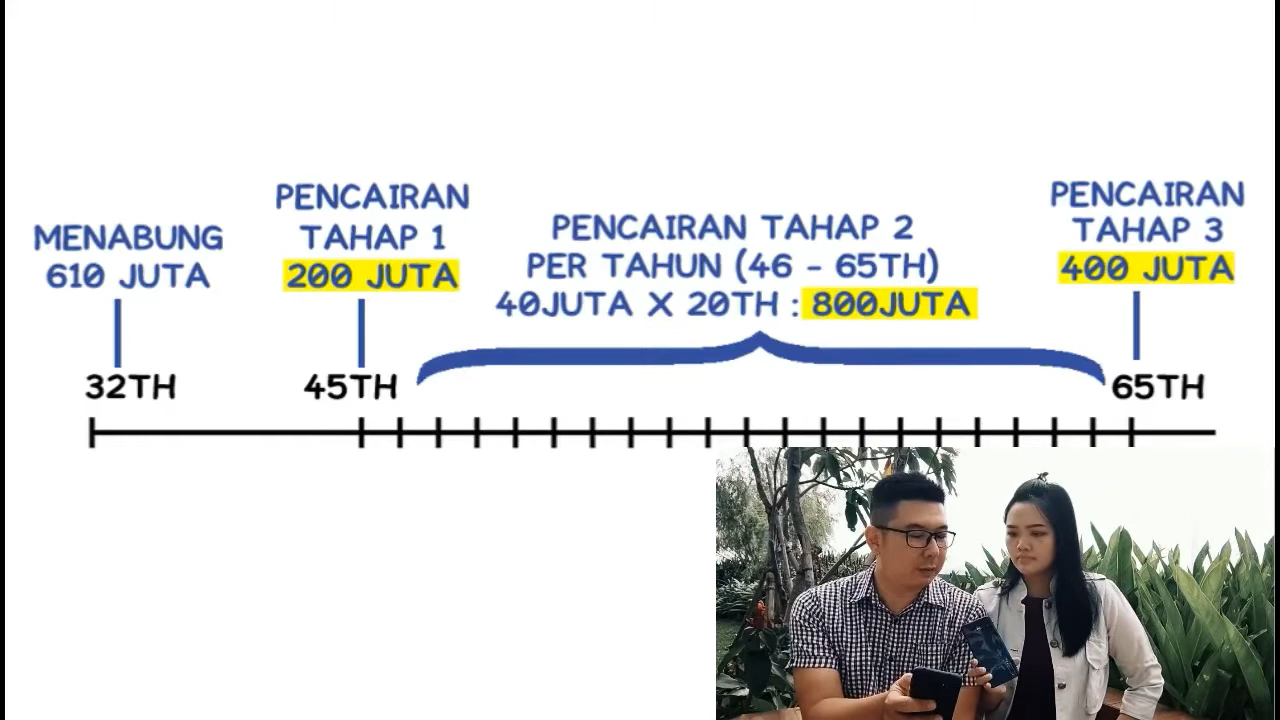 MENABUNG
610 JUTA
32TH
PENCAIRAN
TAHAP 1
200 JUTA
45TH
PENCAIRAN TAHAP 2
PER TAHUN (46 - 65TH)
40JUTA X 20TH : 800JUTA
PENCAIRAN
TAHAP 3
400 JUTA
65TH